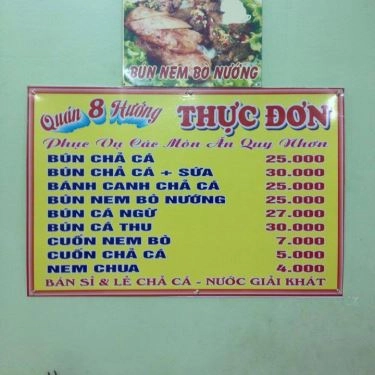 BÚN NEM BÒ NƯỚNG
Quán 8 Hưởng THỰC ĐƠN
Phục Vụ Các Món Ăn Quy Nhơn
BÚN CHẢ CÁ 25.000
BÚN CHẢ CÁ + SỨA 30.000
BÁNH CANH CHẢ CÁ 25.000
BÚN NEM BÒ NƯỚNG 25.000
BÚN CÁ NGỪ 27.000
BÚN CÁ THU 30.000
CUỐN NEM BÒ 7.000
CUỐN CHẢ CÁ 5.000
NEM CHUA 4.000
BÁN SỈ & LẺ CHẢ CÁ - NƯỚC GIẢI KHÁT